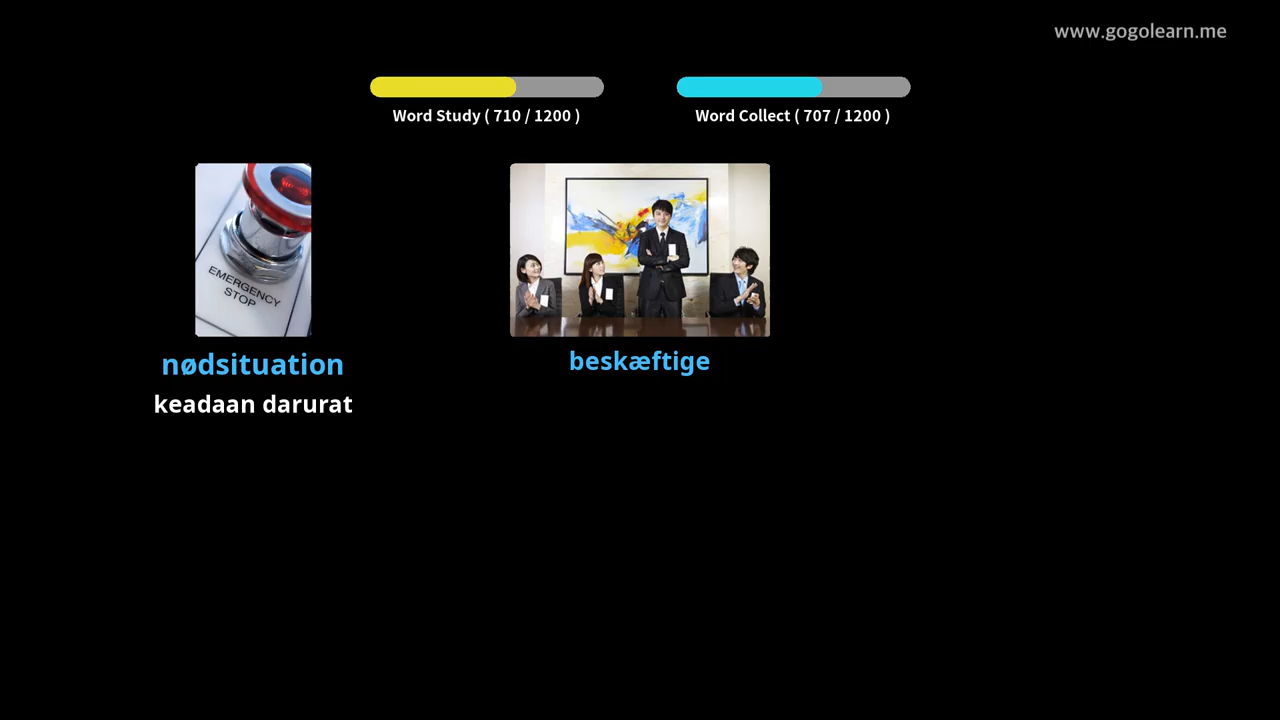 www.gogolearn.me
Word Study ( 710 / 1200 )
Word Collect ( 707 / 1200 )
EMERGENCY
STOP
nødsituation
keadaan darurat
beskæftige